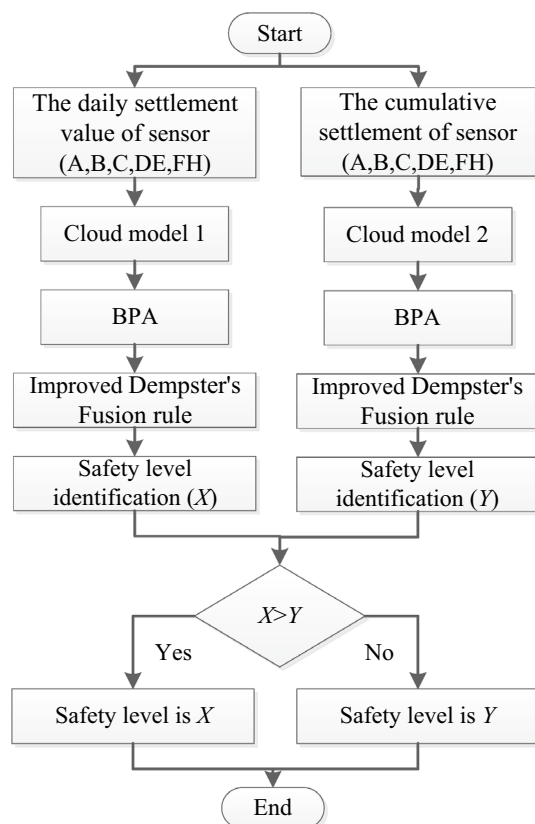 Start
The daily settlement
value of sensor
(A,B,C,DE,FH)
The cumulative
settlement of sensor
(A,B,C,DE,FH)
Cloud model 1
Cloud model 2
BPA
BPA
Improved Dempster's
Fusion rule
Improved Dempster's
Fusion rule
Safety level
identification (X)
Safety level
identification (Y)
X>Y
Yes
No
Safety level is X
Safety level is Y
End